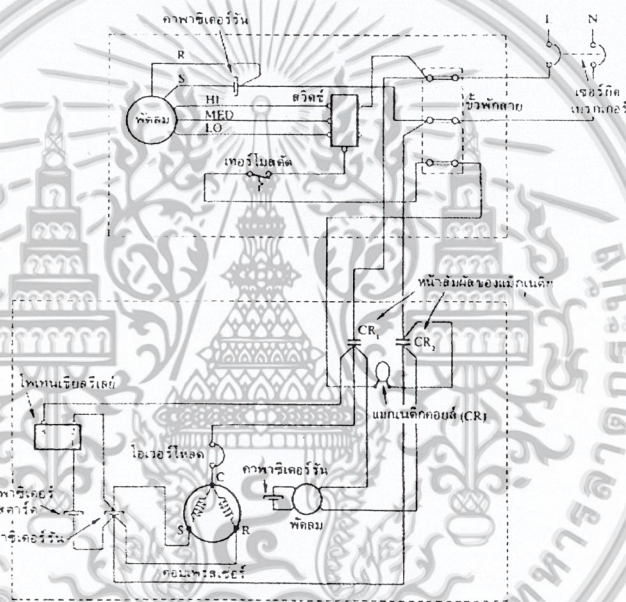 คาพาซิเตอร์รัน
L N
R
S
HI
MED
LO
พัดลม
สวิตช์
ขั้วพักสาย
เซอร์กิต
เบรกเกอร์
เทอร์โมสตัด
หน้าสัมผัสของแม็กเนติก
CR₁
CR₂
แมกเนติกคอยล์ (CR)
โพเทนเชียลรีเลย์
โอเวอร์โหลด
คาพาซิเตอร์รัน
C
S
R
พัดลม
คอมเพรสเซอร์